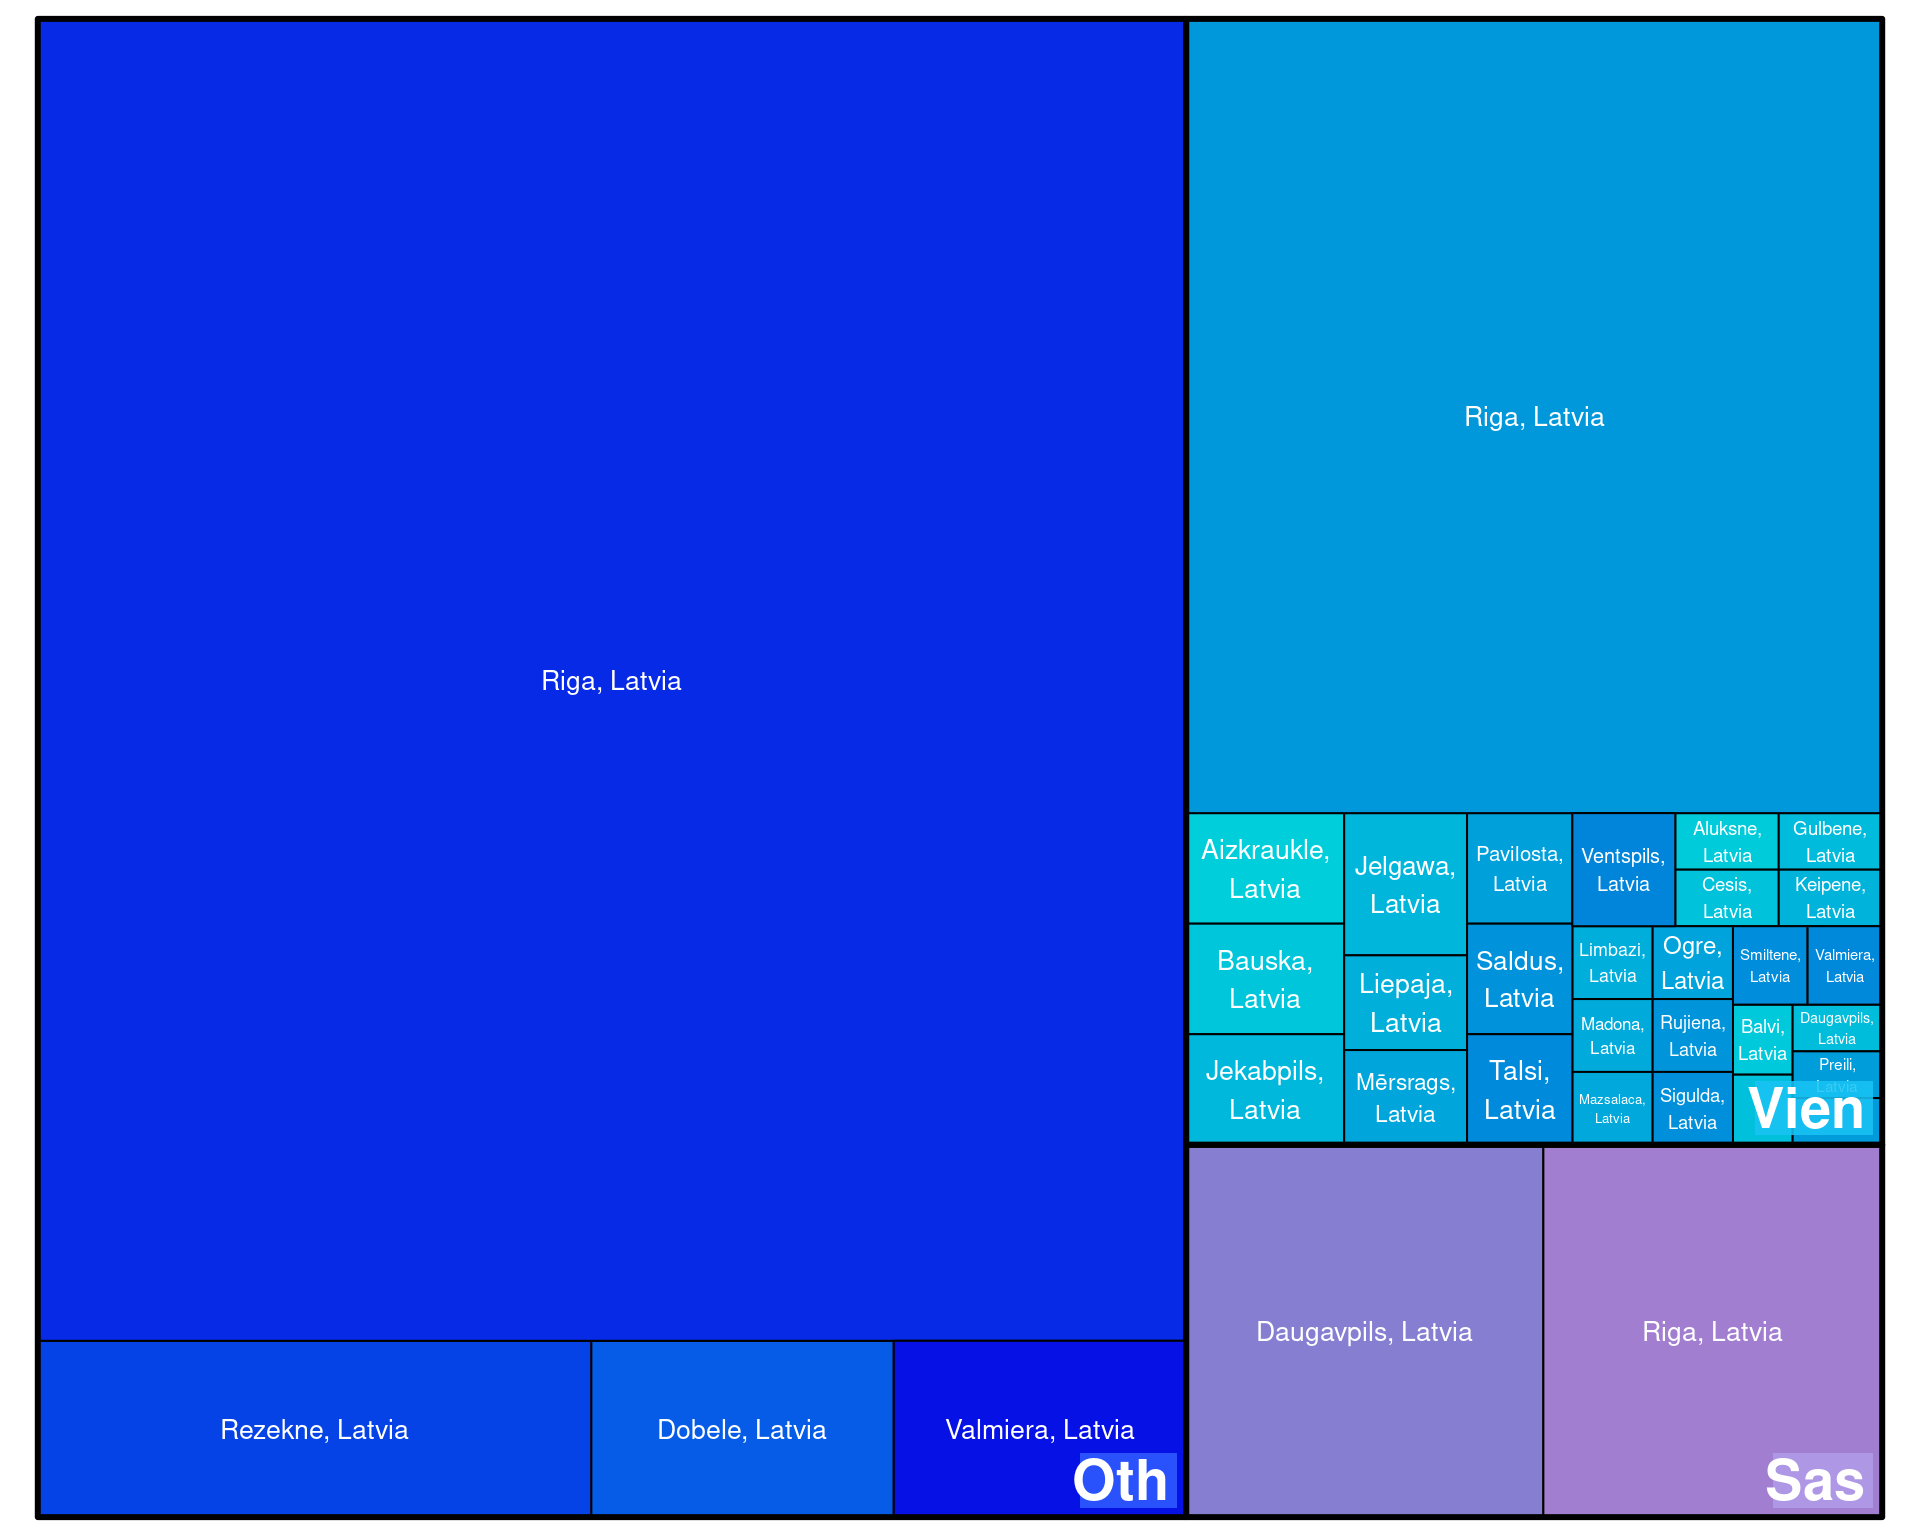 Riga, Latvia
Rezekne, Latvia
Dobele, Latvia
Valmiera, Latvia
Oth
Riga, Latvia
Aizkraukle,
Latvia
Bauska,
Latvia
Jekabpils,
Latvia
Jelgawa,
Latvia
Liepaja,
Latvia
Mērsrags,
Latvia
Pavilosta,
Latvia
Saldus,
Latvia
Talsi,
Latvia
Ventspils,
Latvia
Aluksne,
Latvia
Cesis,
Latvia
Gulbene,
Latvia
Keipene,
Latvia
Limbazi,
Latvia
Madona,
Latvia
Mazsalaca,
Latvia
Ogre,
Latvia
Rujiena,
Latvia
Sigulda,
Latvia
Smiltene,
Latvia
Valmiera,
Latvia
Balvi,
Latvia
Daugavpils,
Latvia
Preili,
Latvia
Vien
Daugavpils, Latvia
Riga, Latvia
Sas